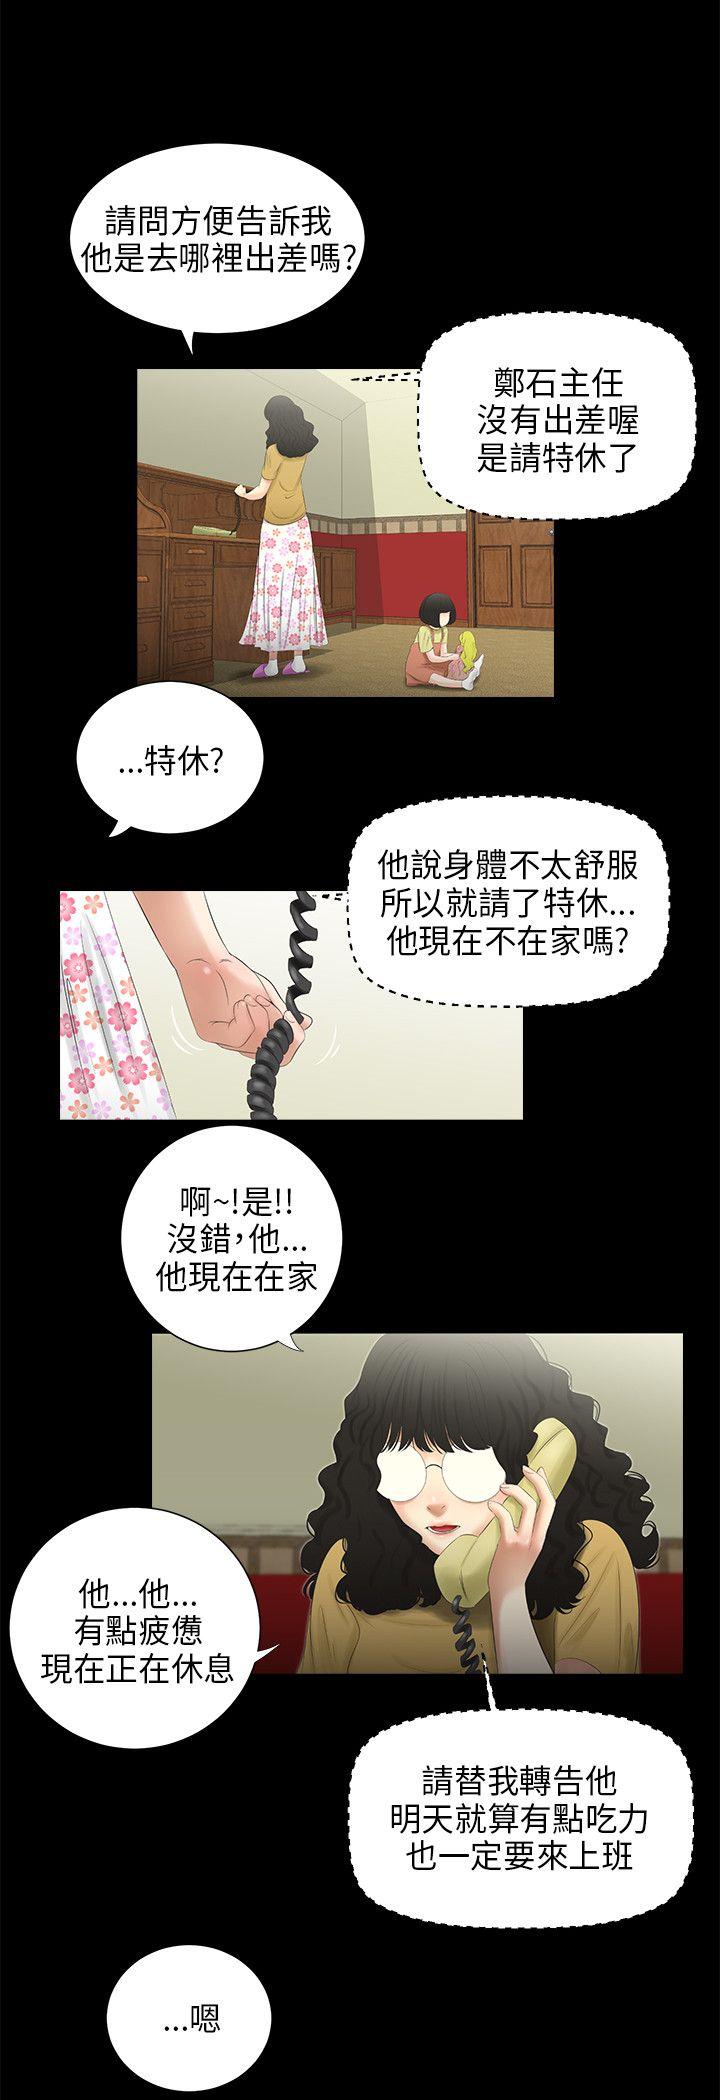 請問方便告訴我
他是去哪裡出差嗎?
鄭石主任
沒有出差喔
是請特休了
...特休?
他說身體不太舒服
所以就請了特休...
他現在不在家嗎?
啊~!是!!
沒錯，他...
他現在在家
他...他...
有點疲憊
現在正在休息
請替我轉告他
明天就算有點吃力
也一定要來上班
...嗯